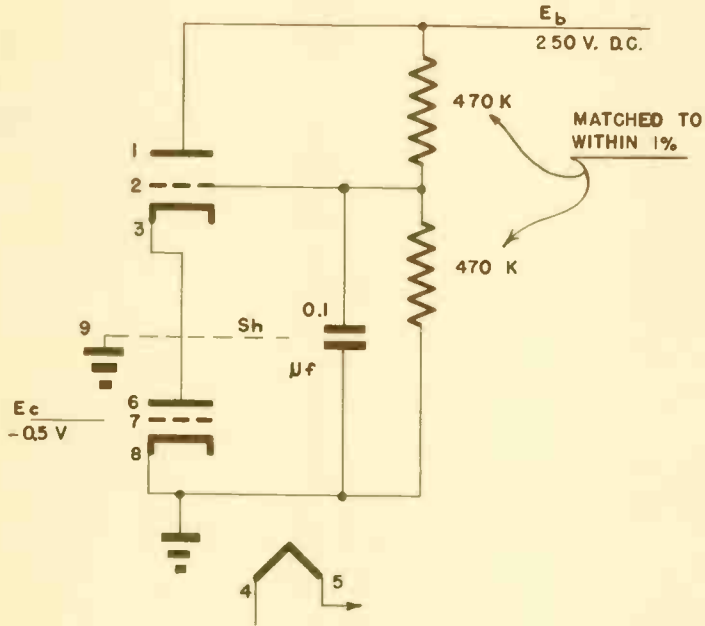 Eb
250 V. D.C.
470 K
MATCHED TO
WITHIN 1%
1
2
3
470 K
9
Sh
0.1
µf
6
Ec
7
-0.5 V
8
4
5